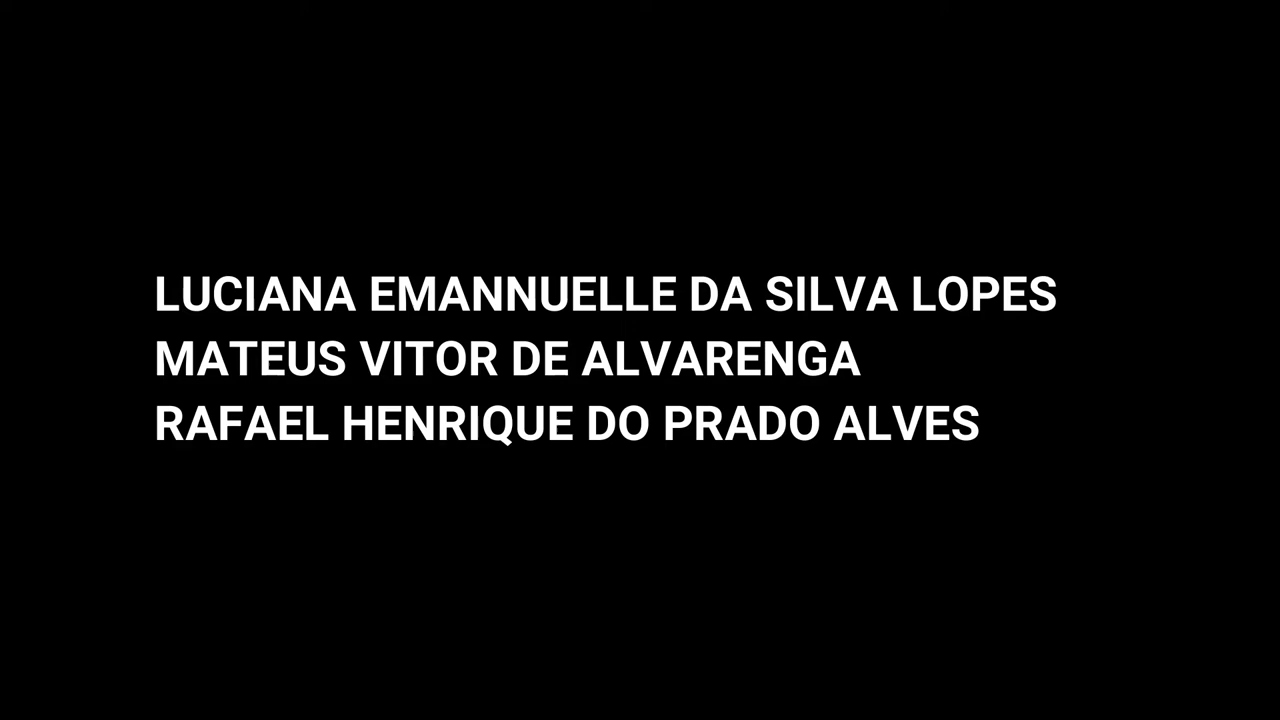 LUCIANA EMANNUELLE DA SILVA LOPES
MATEUS VITOR DE ALVARENGA
RAFAEL HENRIQUE DO PRADO ALVES